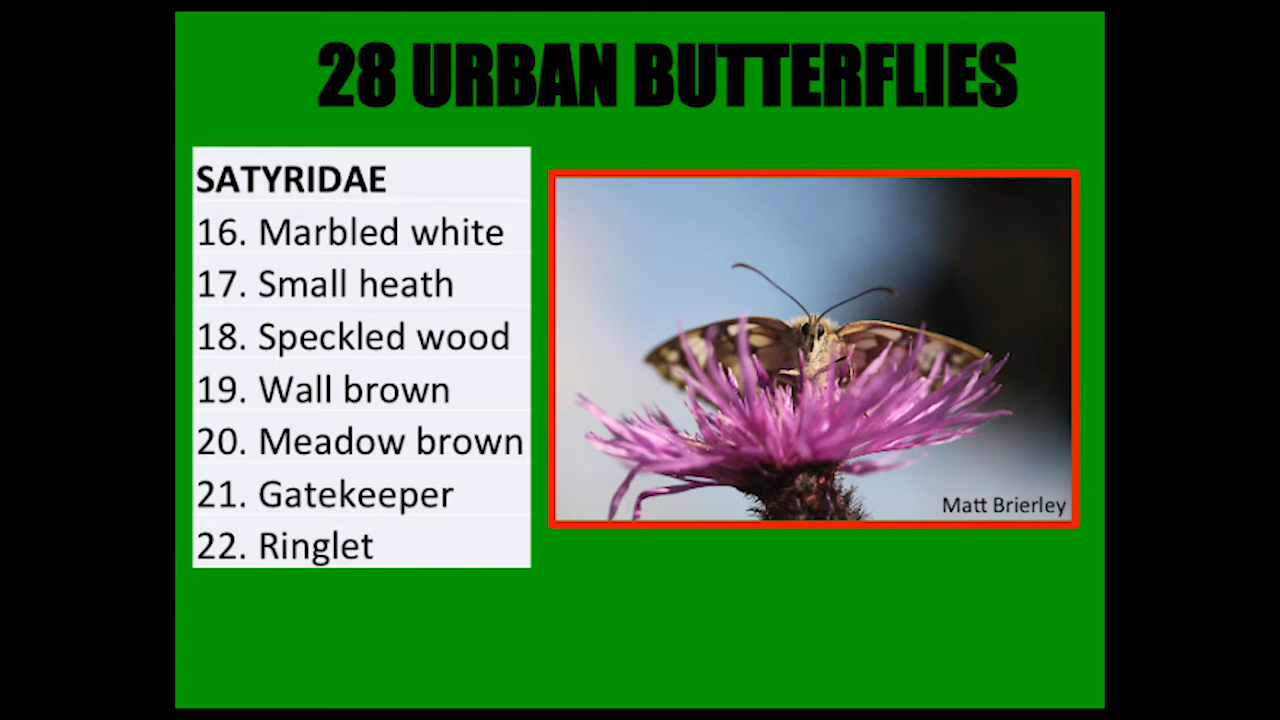 28 URBAN BUTTERFLIES
SATYRIDAE
16. Marbled white
17. Small heath
18. Speckled wood
19. Wall brown
20. Meadow brown
21. Gatekeeper
22. Ringlet
Matt Brierley